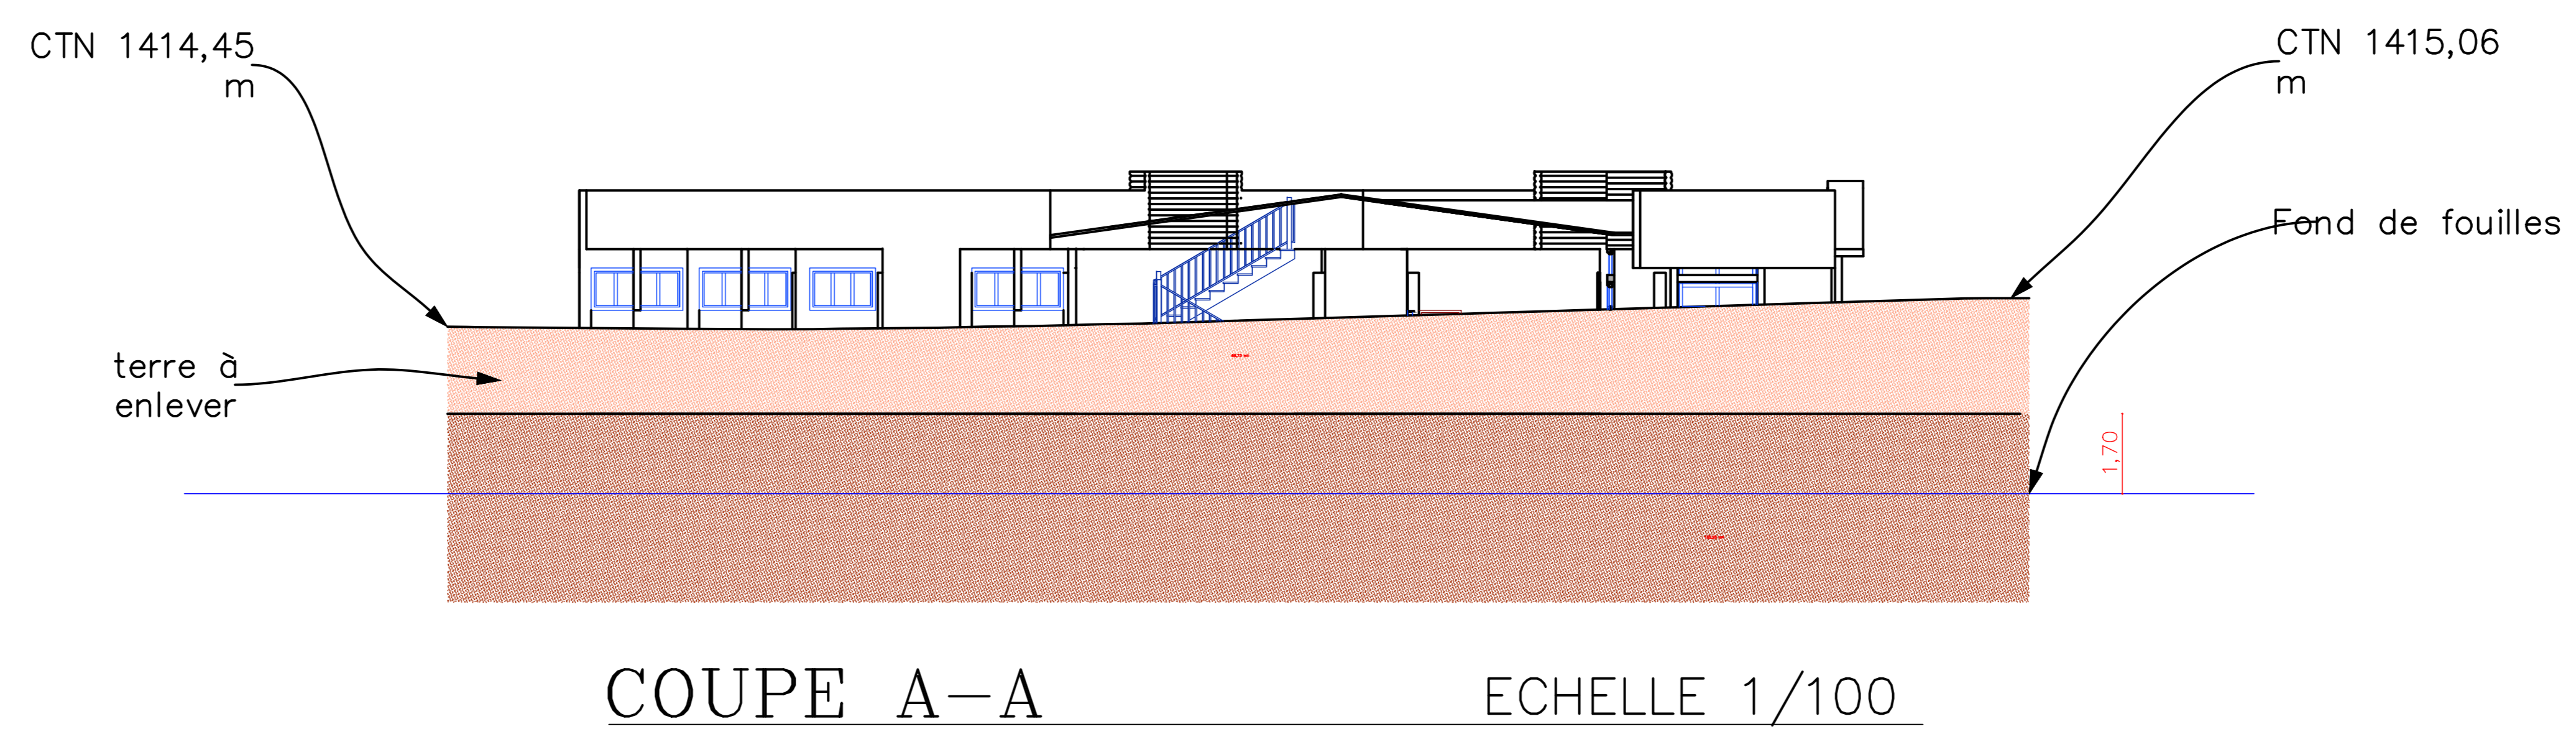 CTN 1414,45
m
CTN 1415,06
m
Fond de fouilles
terre à
enlever
1,70
COUPE A-A
ECHELLE 1/100